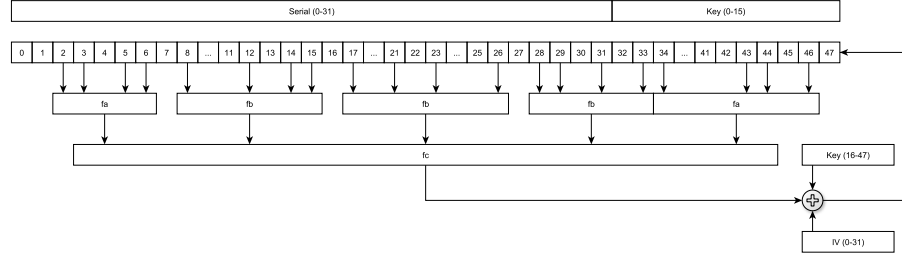 Serial (0-31) Key (0-15)
0 1 2 3 4 5 6 7 8 ... 11 12 13 14 15 16 17 ... 21 22 23 ... 25 26 27 28 29 30 31 32 33 34 ... 41 42 43 44 45 46 47
fa fb fb fb fa
fc
Key (16-47)
IV (0-31)